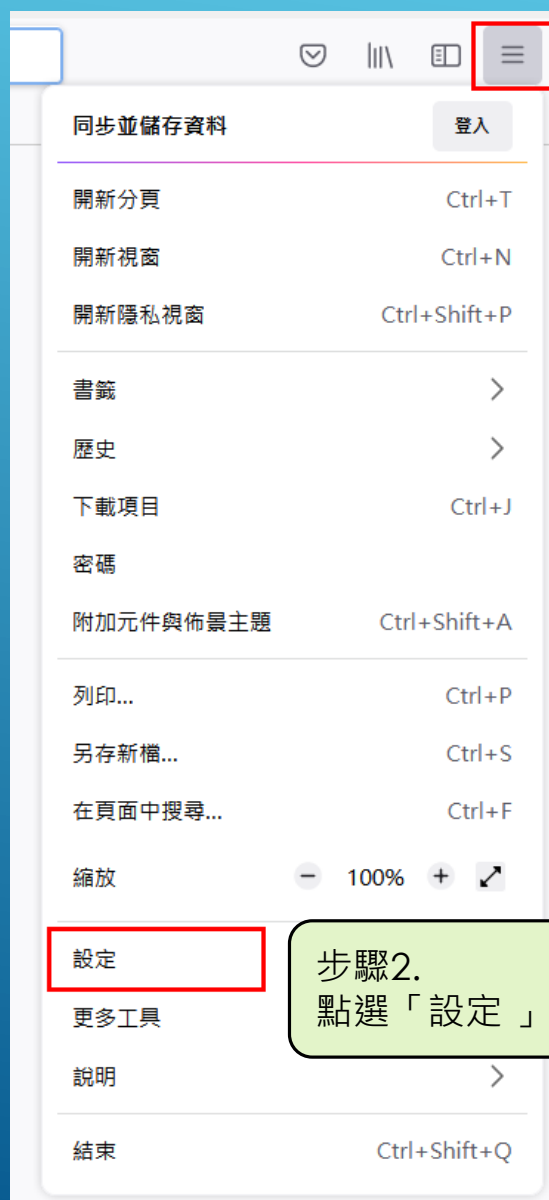 同步並儲存資料 登入
開新分頁 Ctrl+T
開新視窗 Ctrl+N
開新隱私視窗 Ctrl+Shift+P
書籤
歷史
下載項目 Ctrl+J
密碼
附加元件與佈景主題 Ctrl+Shift+A
列印... Ctrl+P
另存新檔... Ctrl+S
在頁面中搜尋... Ctrl+F
縮放 − 100% +
設定
步驟2.
點選「設定 」
更多工具
說明
結束 Ctrl+Shift+Q